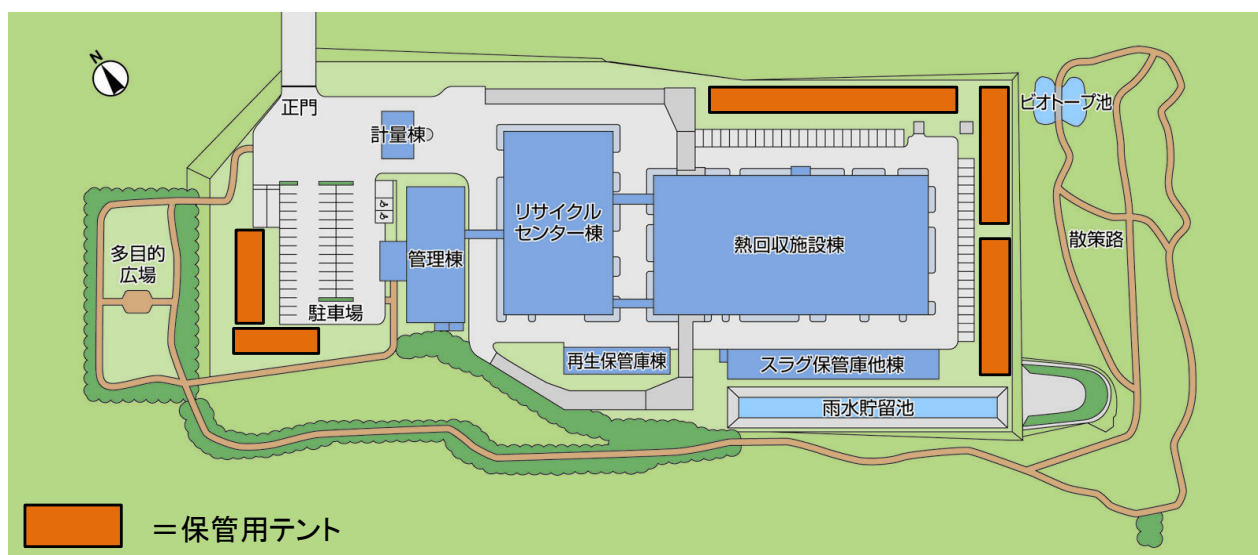 N
正門
計量棟
ビオトープ池
リサイクル
センター棟
多目的
広場
管理棟
熱回収施設棟
散策路
駐車場
再生保管庫棟
スラグ保管庫他棟
雨水貯留池
=保管用テント